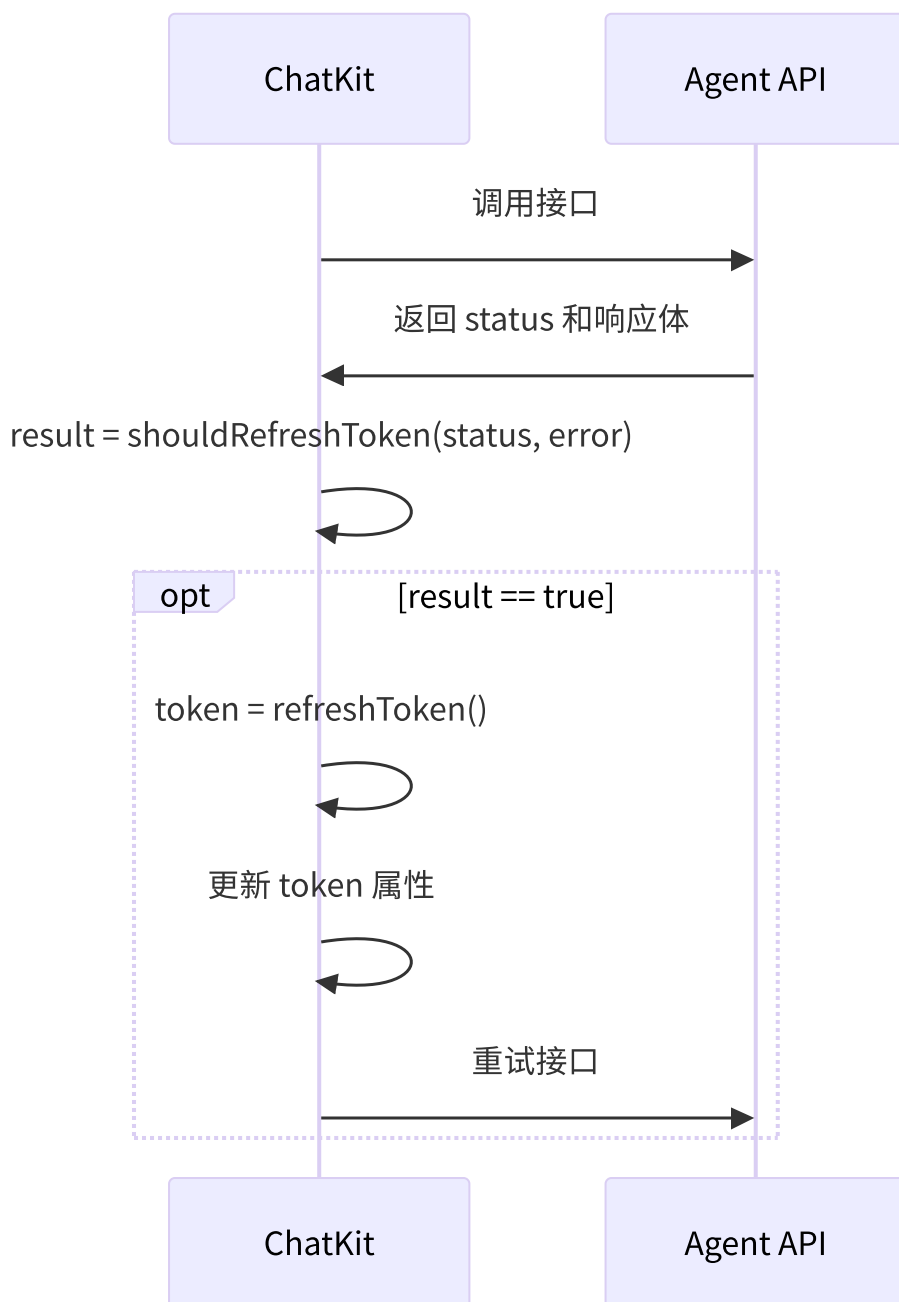 ChatKit
Agent API
调用接口
返回 status 和响应体
result = shouldRefreshToken(status, error)
opt
[result == true]
token = refreshToken()
更新 token 属性
重试接口
ChatKit
Agent API